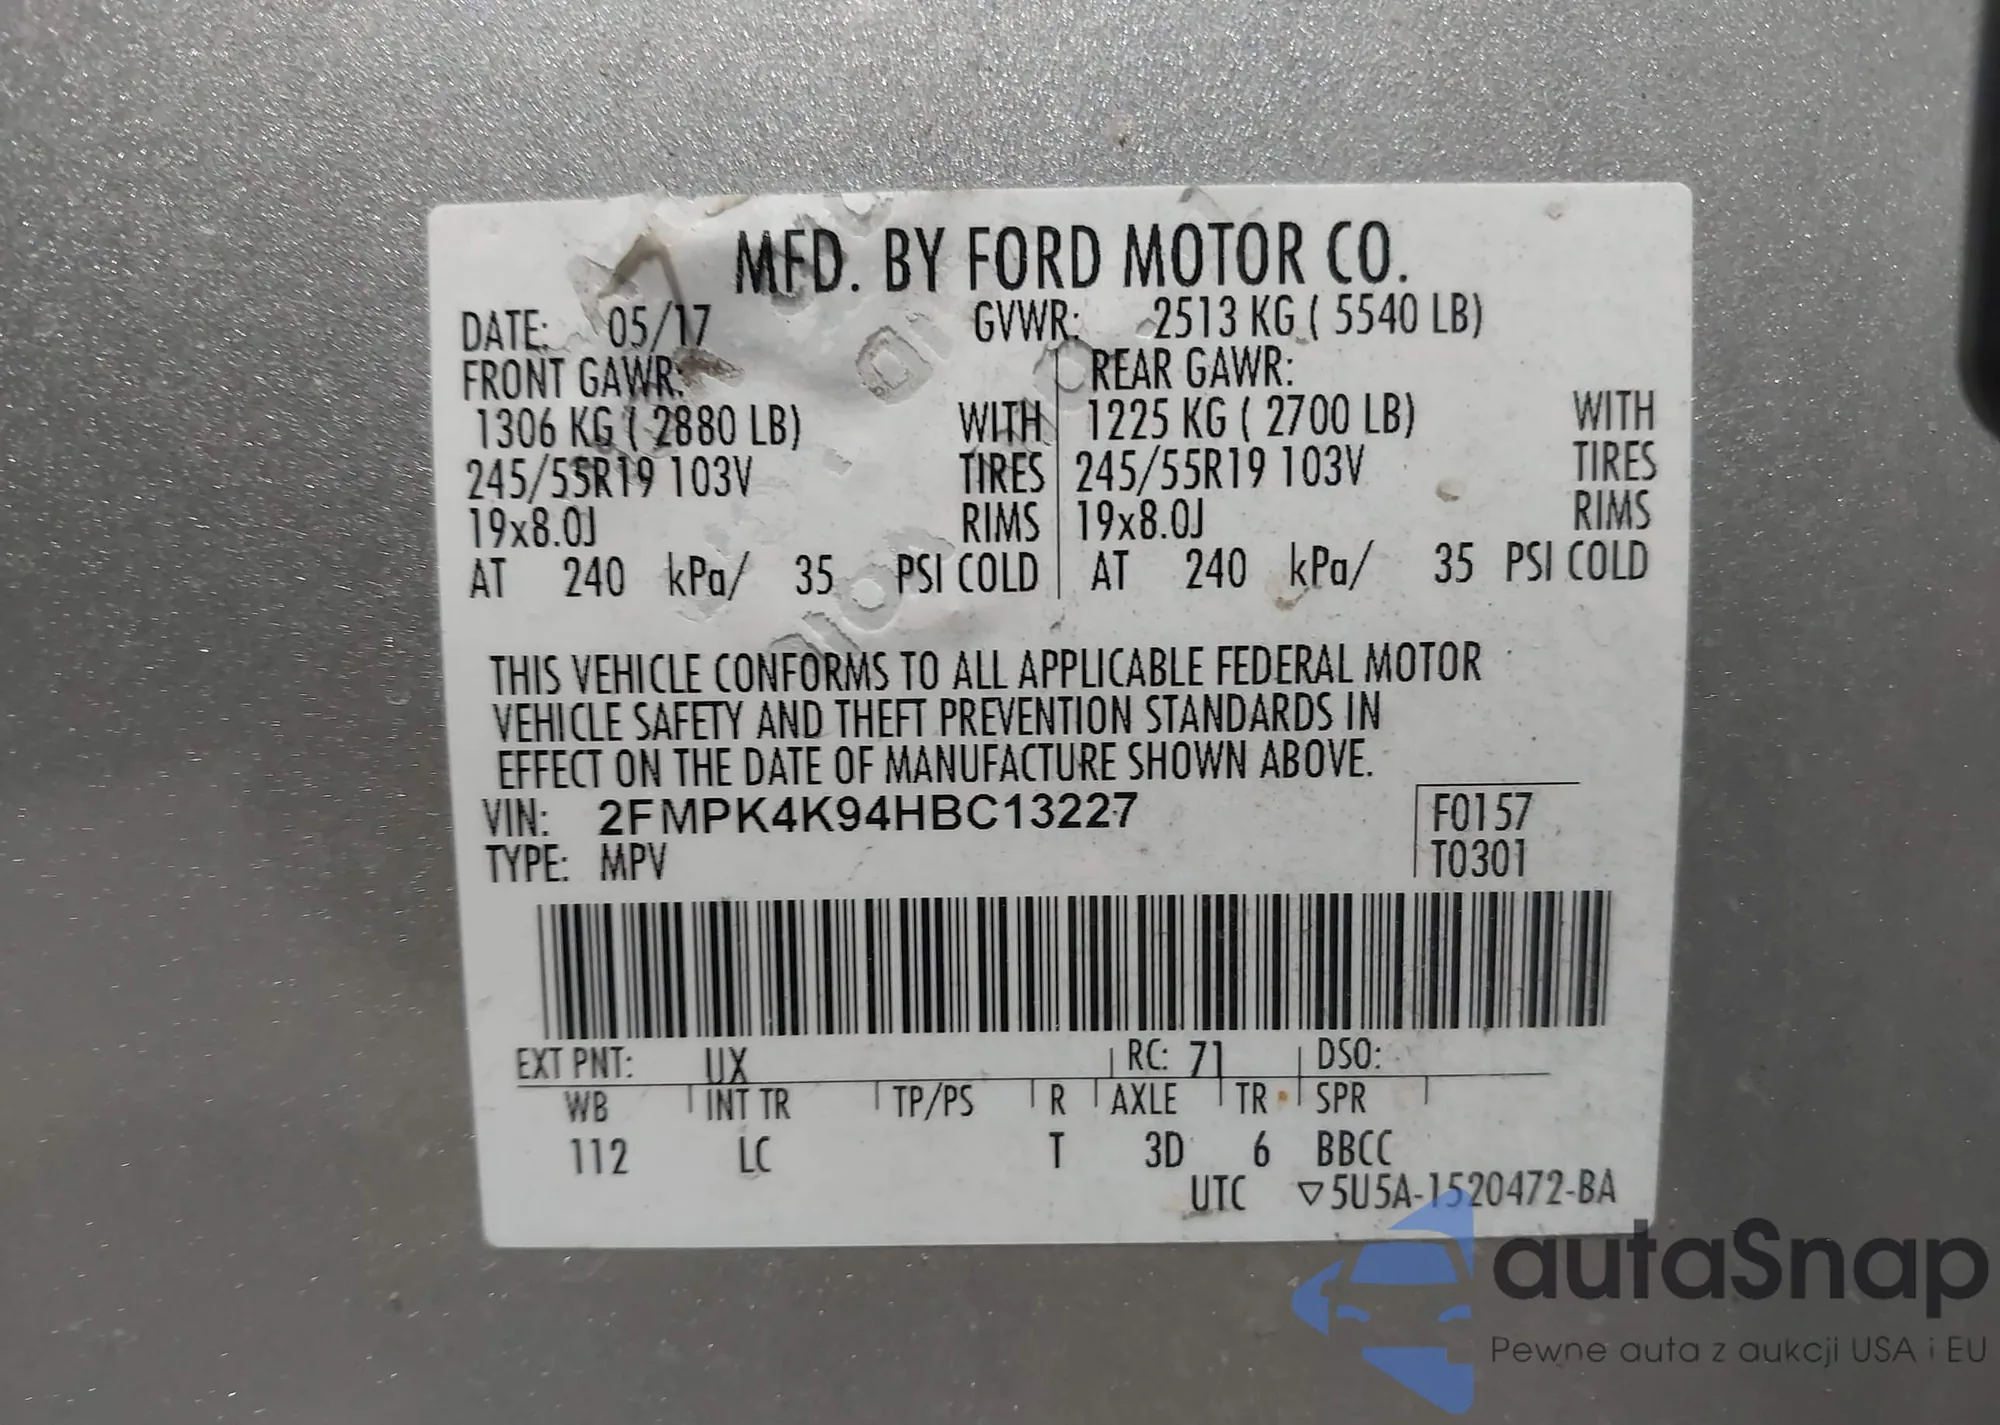 MFD. BY FORD MOTOR CO.
DATE: 05/17 GVWR: 2513 KG ( 5540 LB)
FRONT GAWR: REAR GAWR:
1306 KG ( 2880 LB) WITH 1225 KG ( 2700 LB) WITH
245/55R19 103V TIRES 245/55R19 103V TIRES
19x8.0J RIMS 19x8.0J RIMS
AT 240 kPa/ 35 PSI COLD AT 240 kPa/ 35 PSI COLD
THIS VEHICLE CONFORMS TO ALL APPLICABLE FEDERAL MOTOR
VEHICLE SAFETY AND THEFT PREVENTION STANDARDS IN
EFFECT ON THE DATE OF MANUFACTURE SHOWN ABOVE.
VIN: 2FMPK4K94HBC13227 F0157
TYPE: MPV T0301
EXT PNT: UX RC: 71 DSO:
WB INT TR TP/PS R AXLE TR SPR
112 LC T 3D 6 BBCC
UTC ▽5U5A-1520472-BA
autaSnap
Pewne auta z aukcji USA i EU